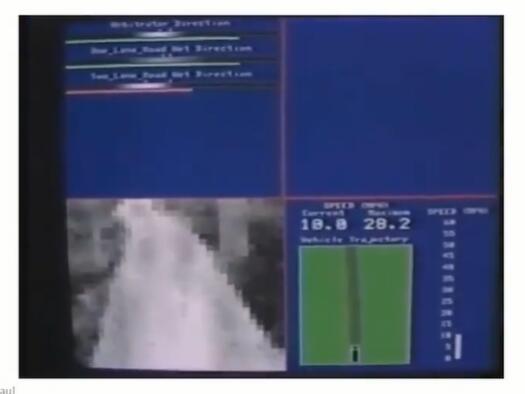 Arbitrator Direction
One_Lane_Road Net Direction
Two_Lane_Road Net Direction
SPEED (MPH)
Current Maximum
10.0 28.2
Vehicle Trajectory
SPEED (MPH)
60
55
50
45
40
35
30
25
20
15
10
5
0
aul